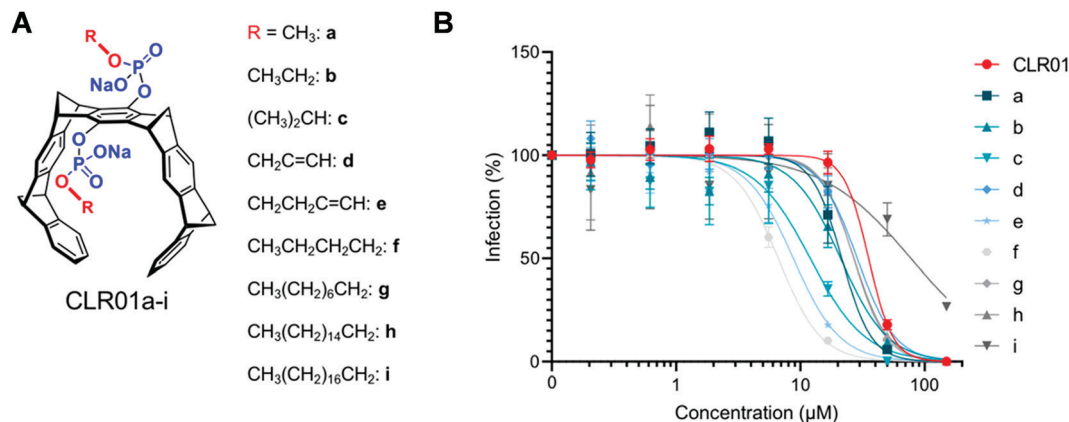 A
R
O
P
O
NaO
O
O
P
ONa
O
O
R
CLR01a-i
R = CH₃: a
CH₃CH₂: b
(CH₃)₂CH: c
CH₂C=CH: d
CH₂CH₂C=CH: e
CH₃CH₂CH₂CH₂: f
CH₃(CH₂)₆CH₂: g
CH₃(CH₂)₁₄CH₂: h
CH₃(CH₂)₁₆CH₂: i
B
Infection (%)
150
100
50
0
0
1
10
100
Concentration (µM)
CLR01
a
b
c
d
e
f
g
h
i